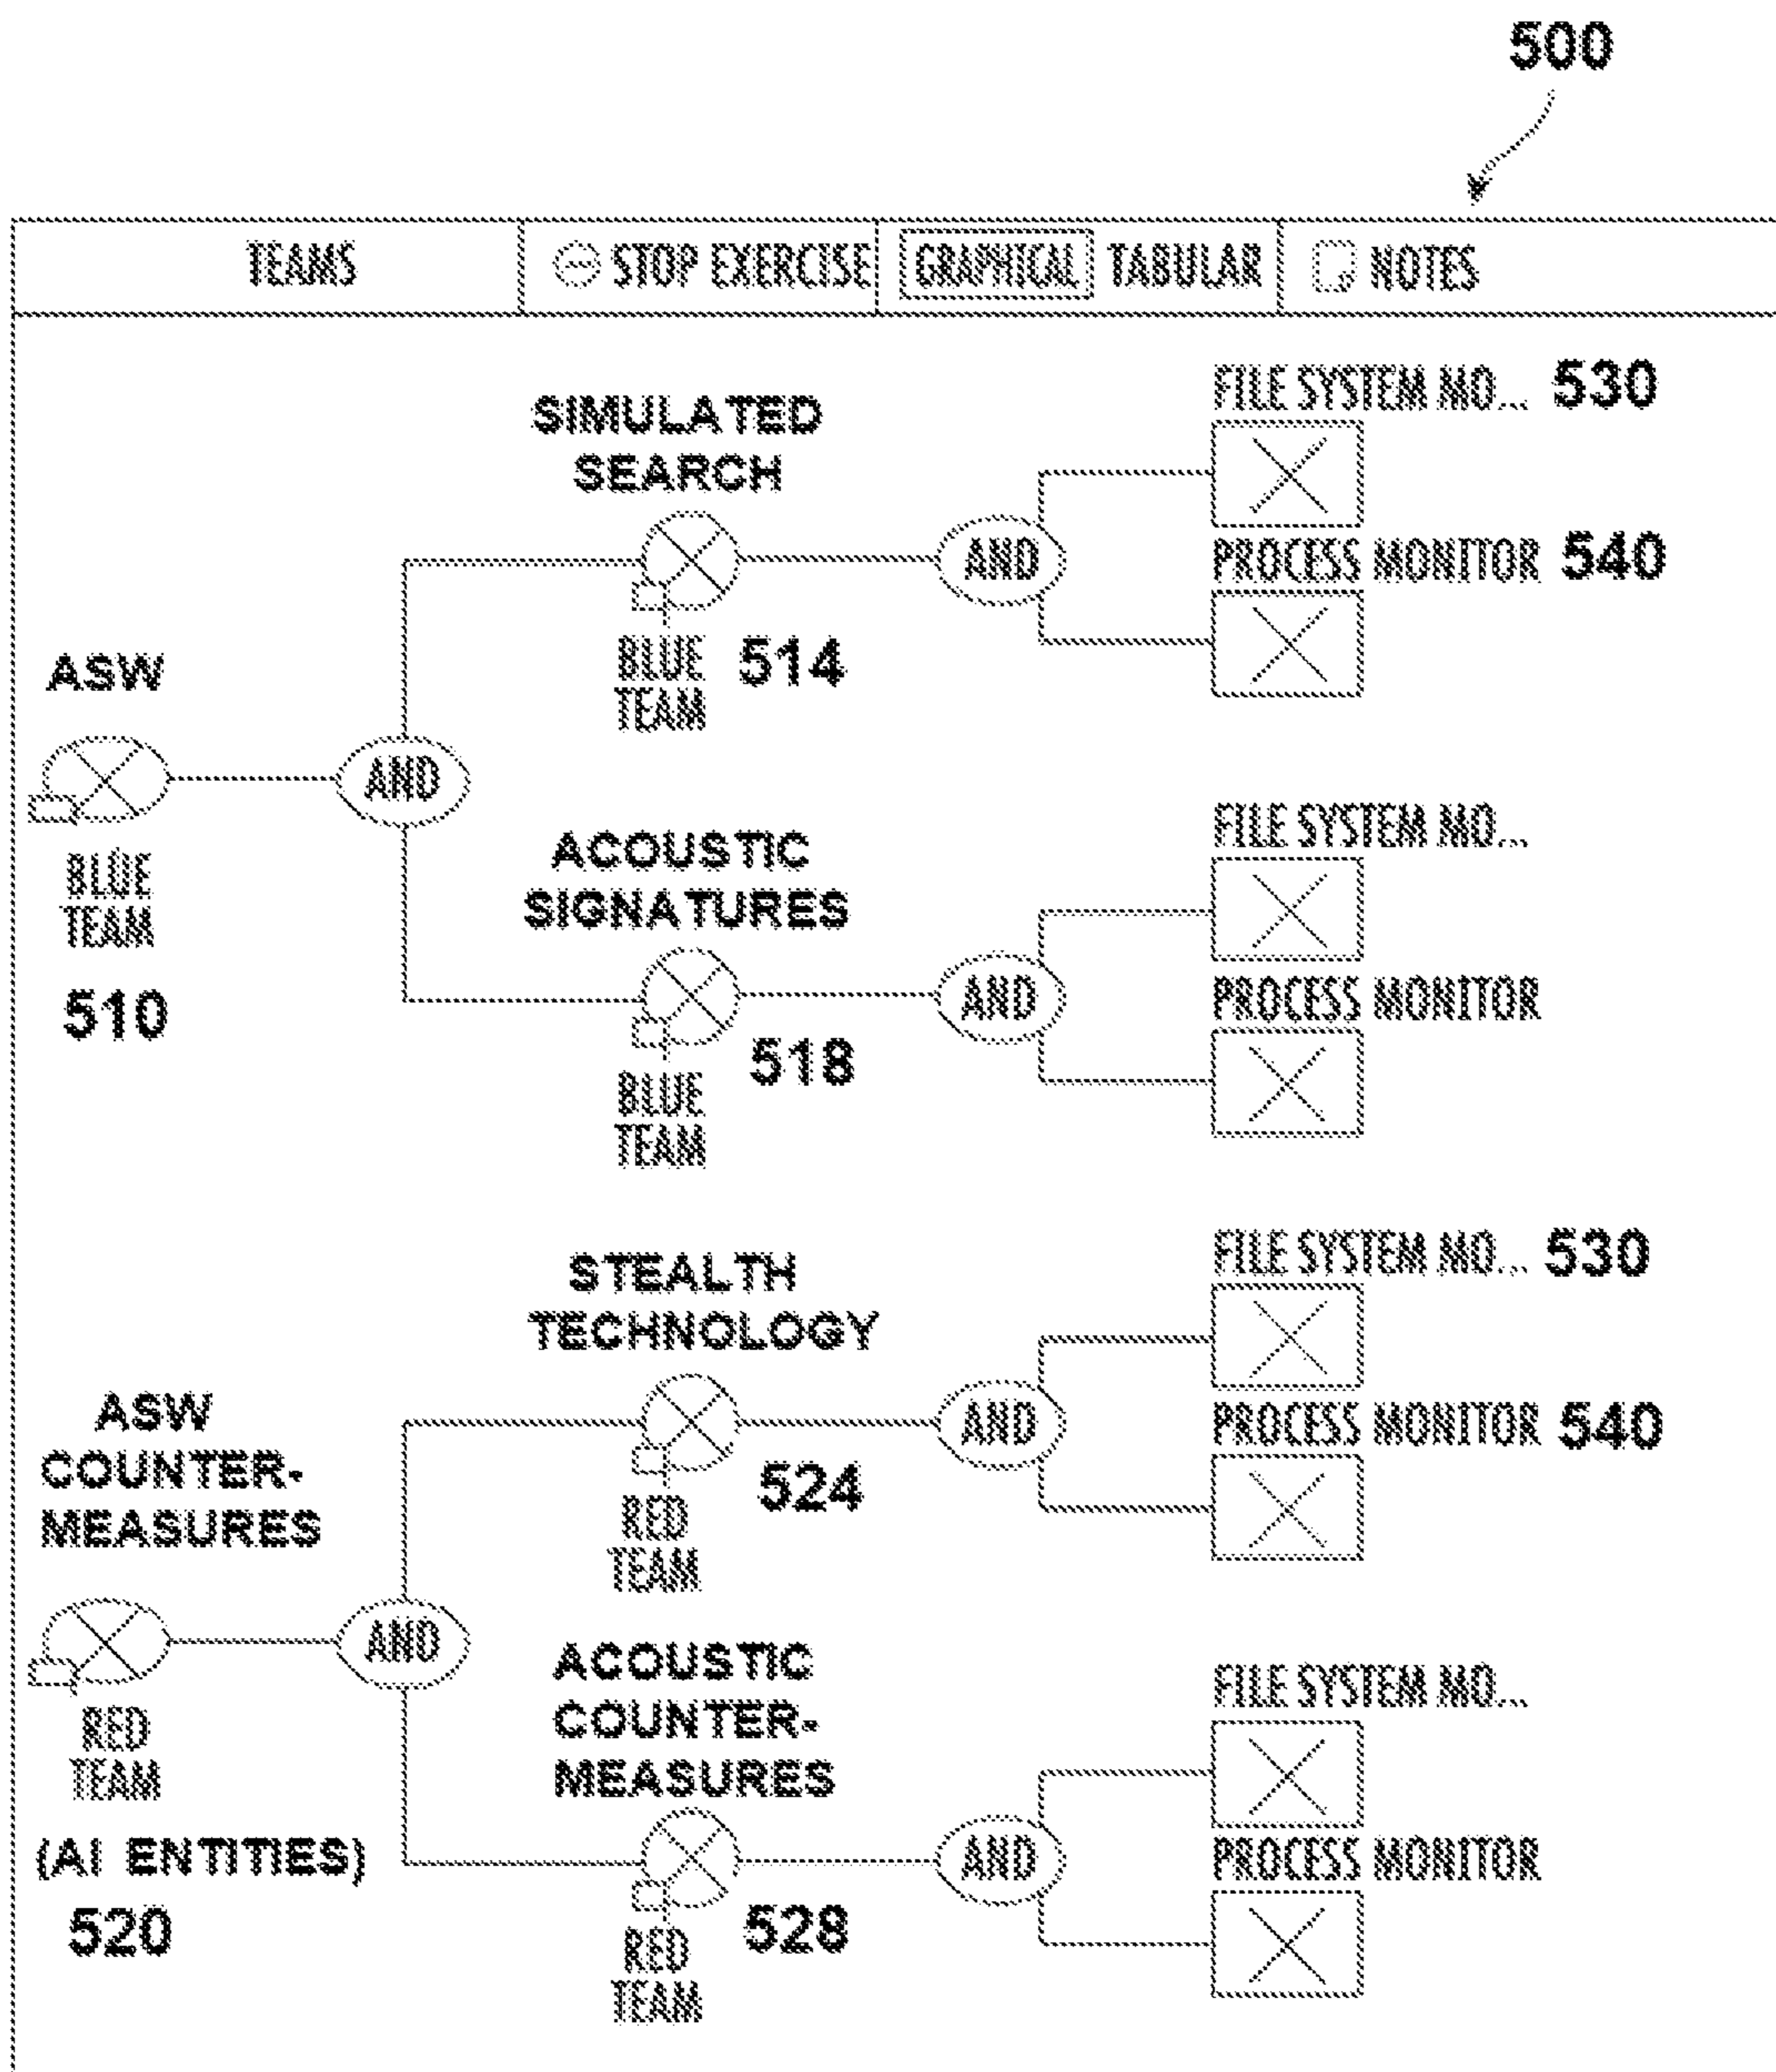 500
TEAMS STOP EXERCISE GRAPHICAL TABULAR NOTES
FILE SYSTEM MO... 530
SIMULATED
SEARCH
AND
PROCESS MONITOR 540
BLUE
TEAM
514
ASW
AND
BLUE
TEAM
510
FILE SYSTEM MO...
ACOUSTIC
SIGNATURES
AND
PROCESS MONITOR
518
BLUE
TEAM
FILE SYSTEM MO... 530
STEALTH
TECHNOLOGY
AND
PROCESS MONITOR 540
524
RED
TEAM
ASW
COUNTER-
MEASURES
AND
RED
TEAM
(AI ENTITIES)
520
FILE SYSTEM MO...
ACOUSTIC
COUNTER-
MEASURES
AND
PROCESS MONITOR
528
RED
TEAM